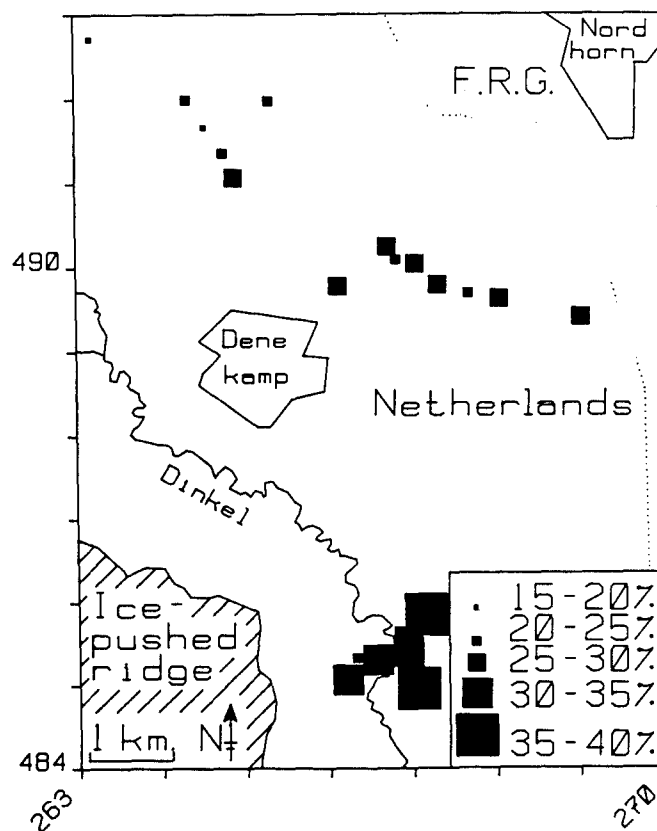 Nord
horn
F.R.G.
490
Dene
kamp
Netherlands
Dinkel
Ice-
pushed
ridge
1 km
N
15-20%
20-25%
25-30%
30-35%
35-40%
484
263
270